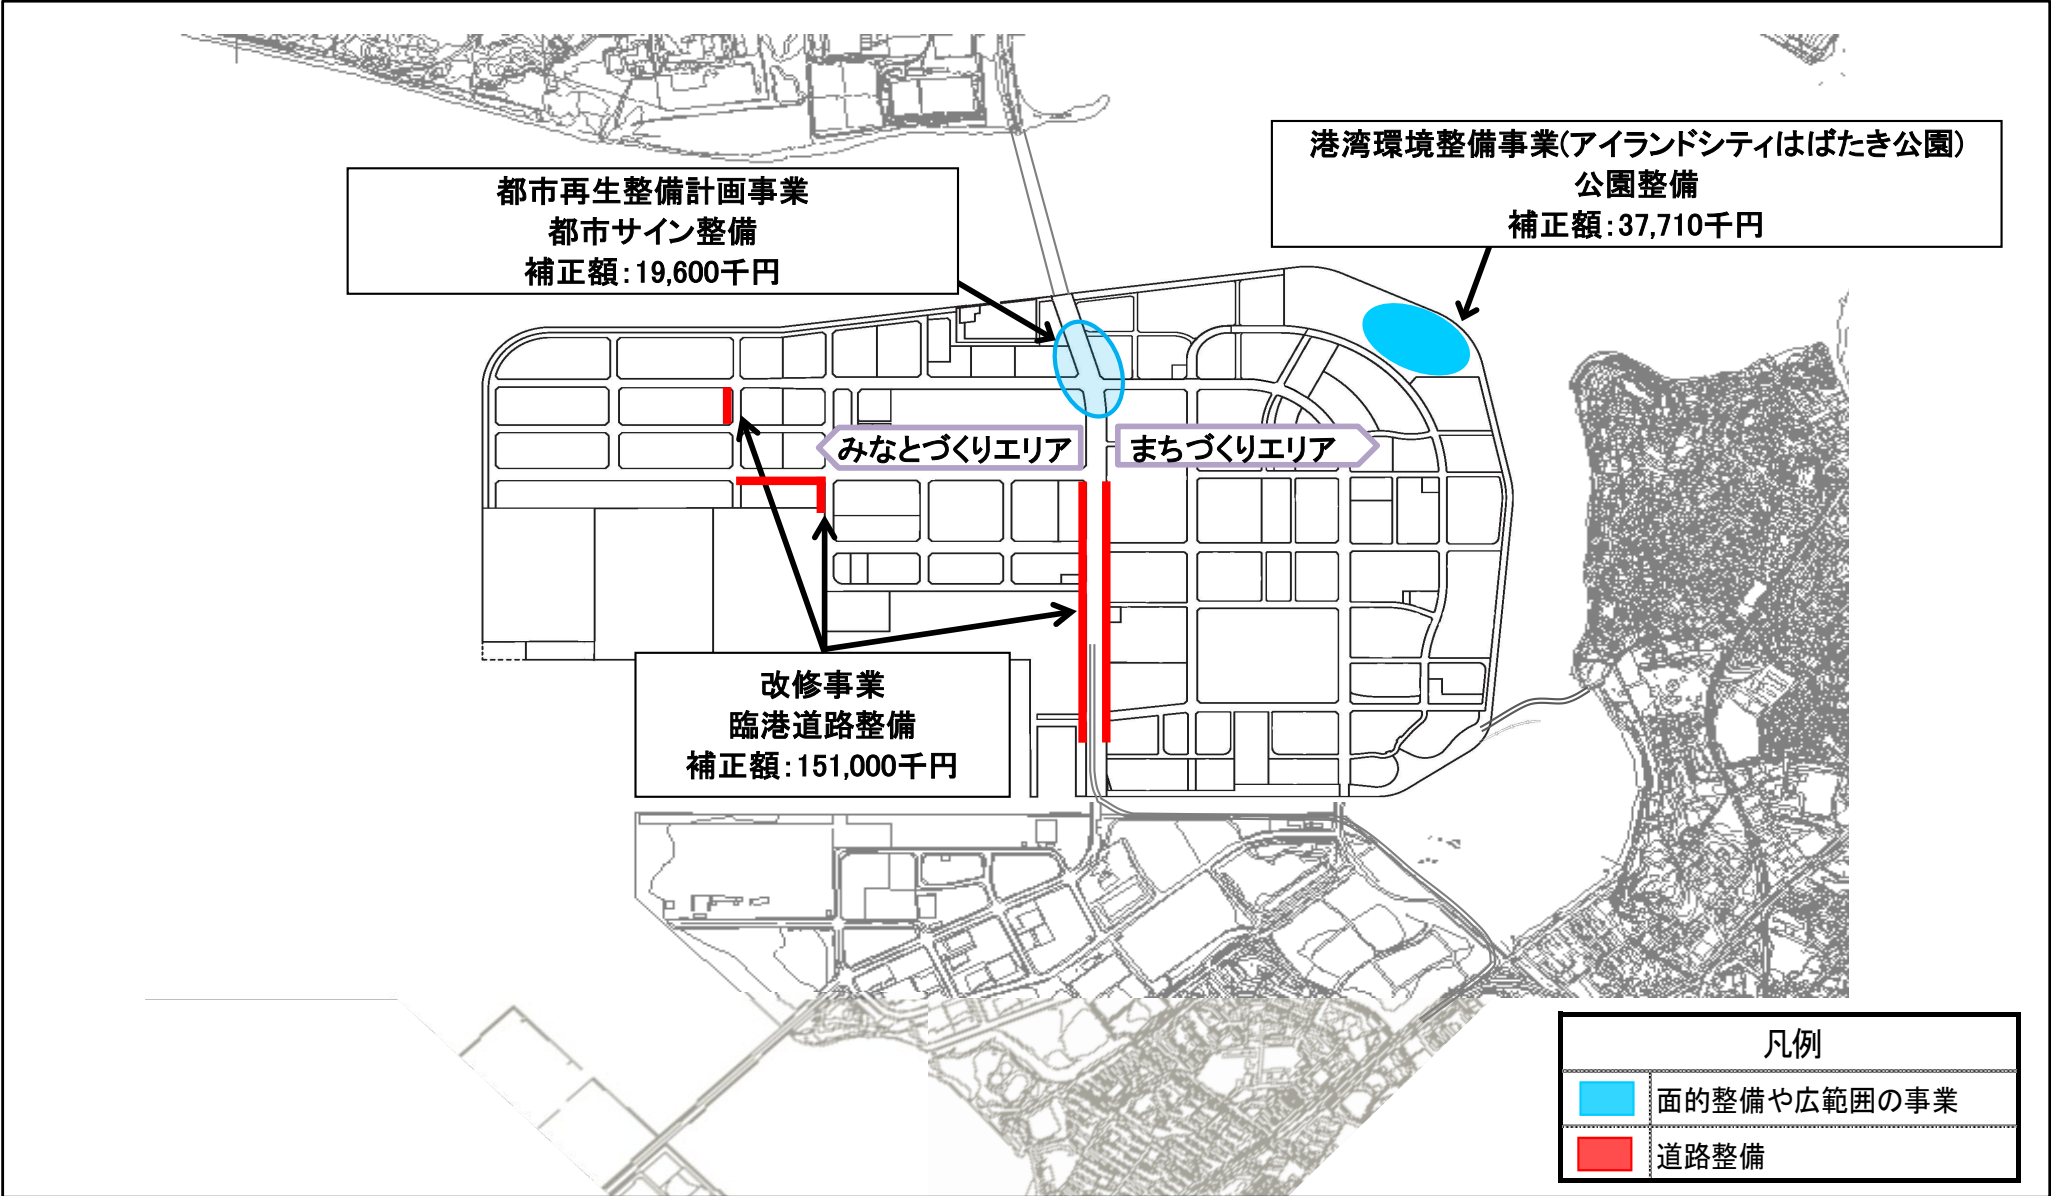 港湾環境整備事業(アイランドシティはばたき公園)
公園整備
補正額:37,710千円
都市再生整備計画事業
都市サイン整備
補正額:19,600千円
みなとづくりエリア
まちづくりエリア
改修事業
臨港道路整備
補正額:151,000千円
凡例
面的整備や広範囲の事業
道路整備